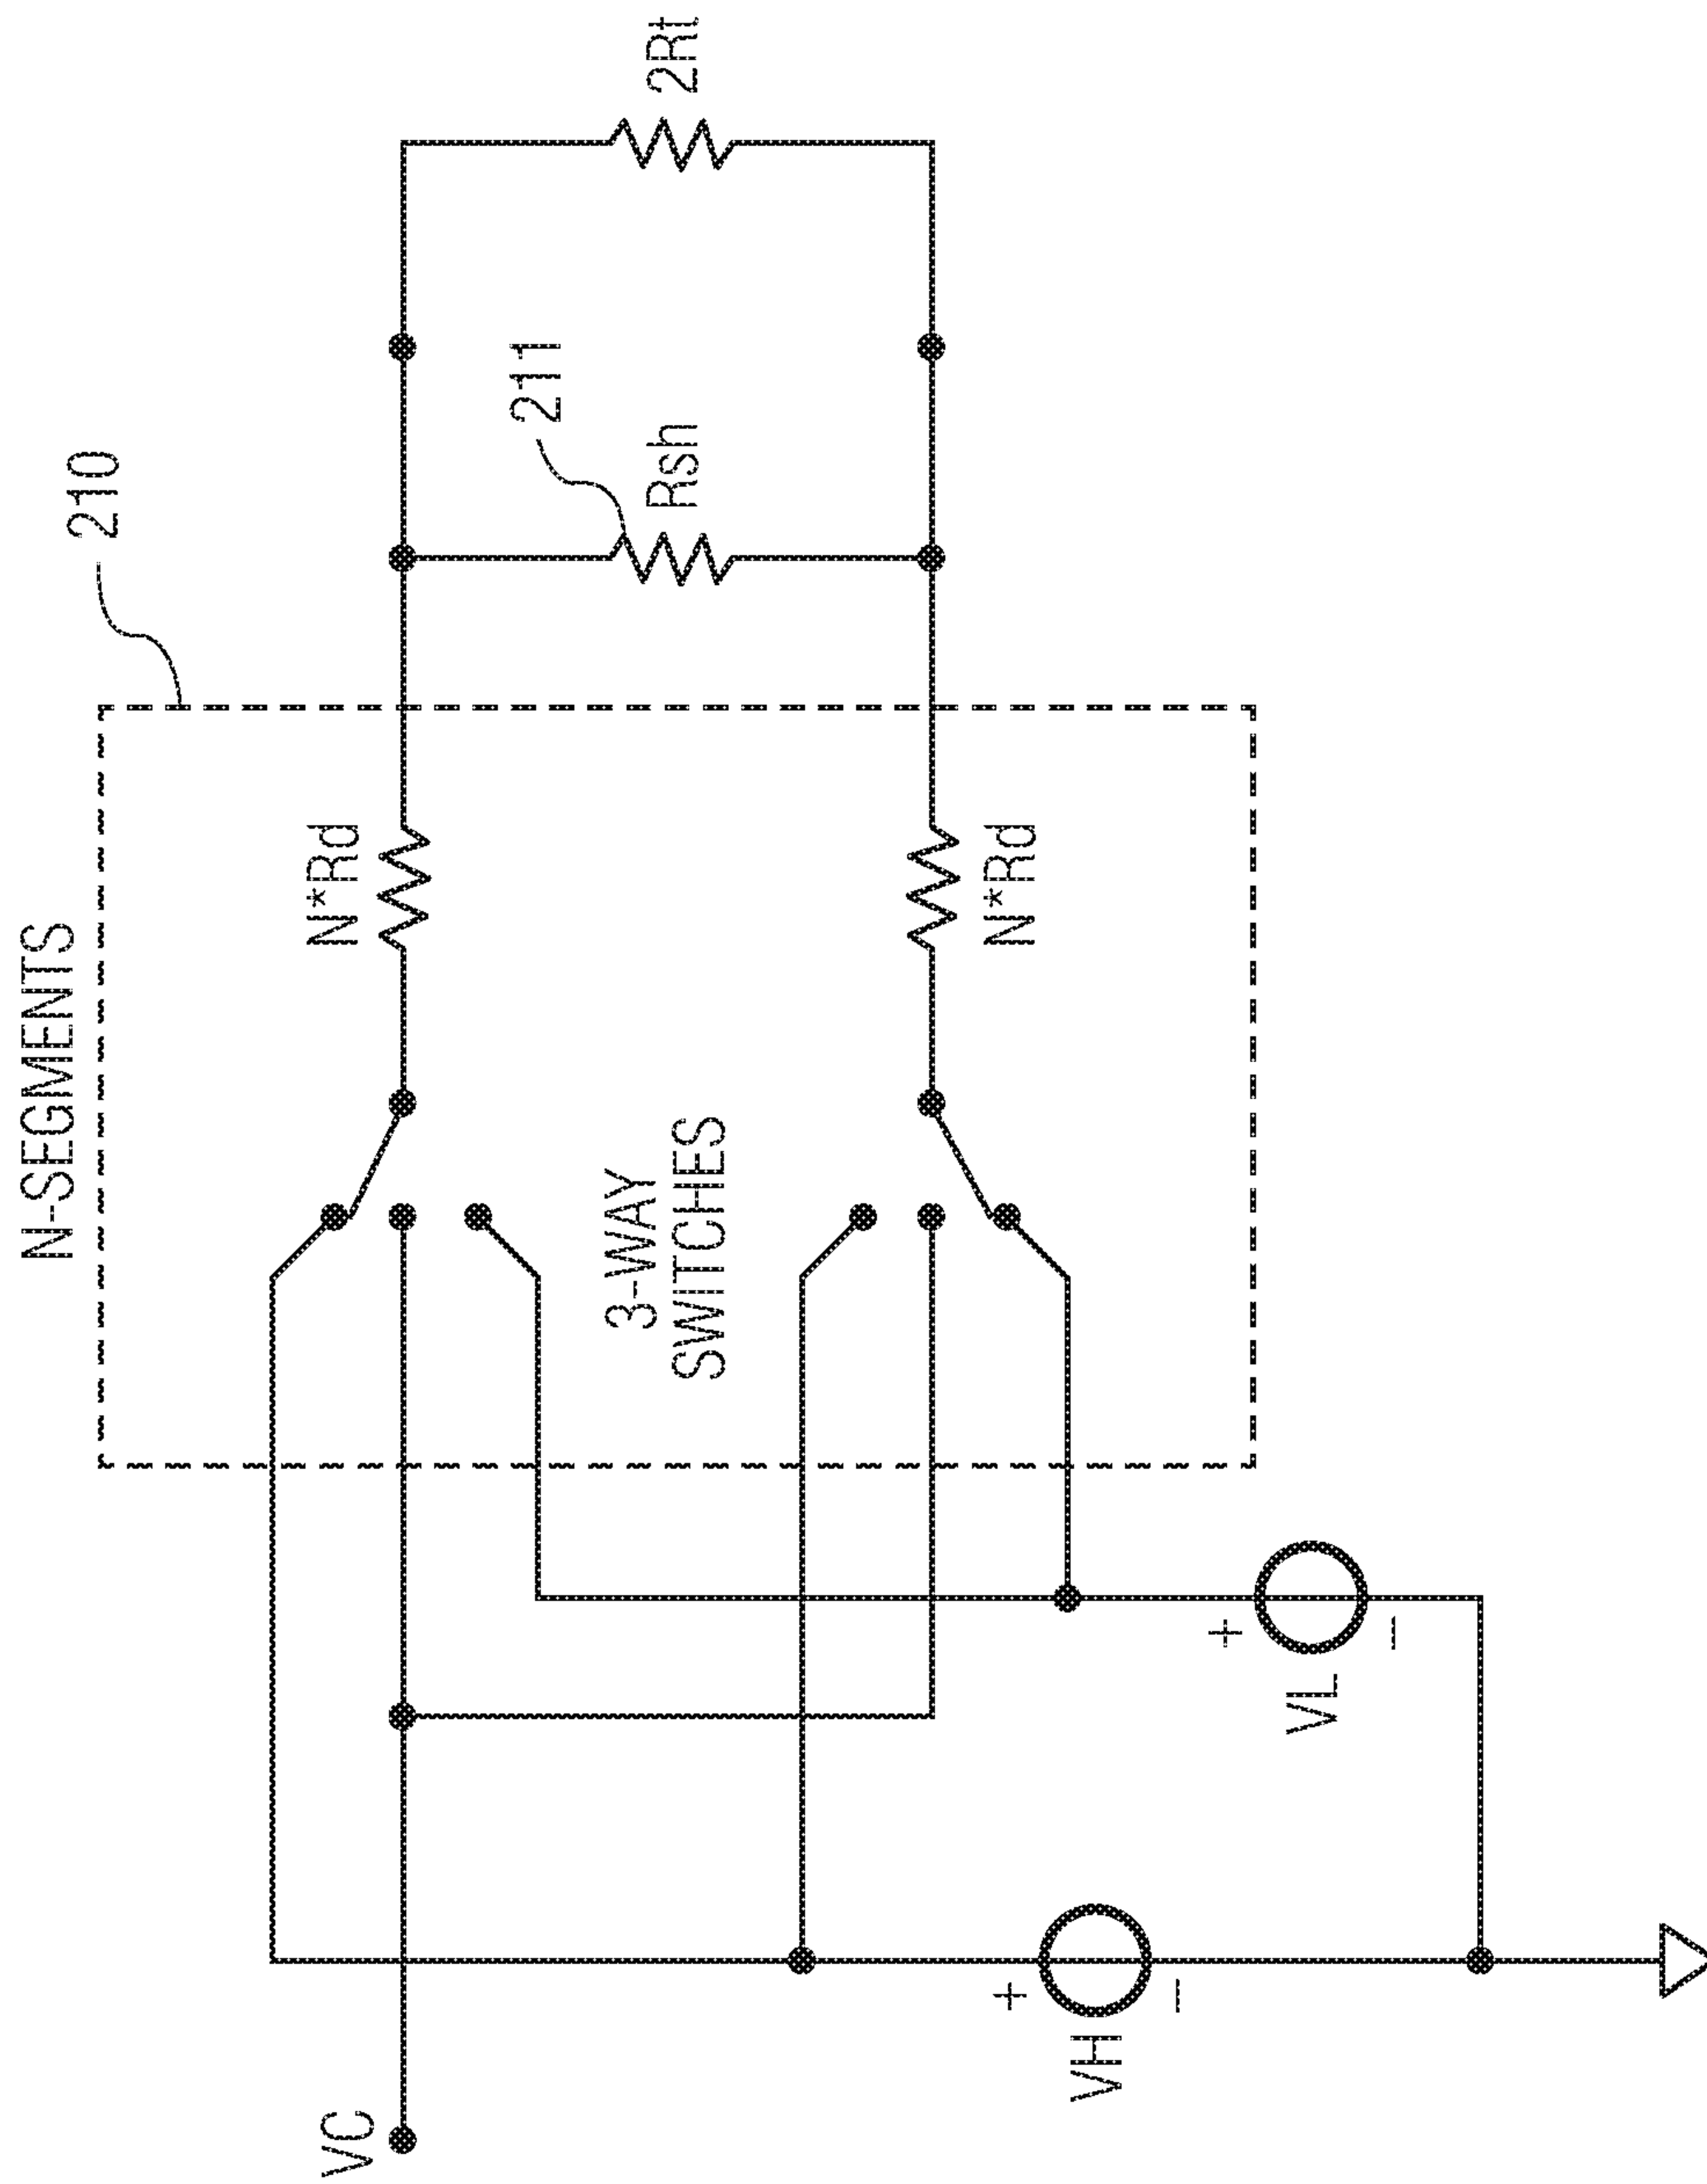 N-SEGMENTS
210
N*Rd
211
Rsh
2Rt
3-WAY
SWITCHES
N*Rd
VC
+
VL
−
+
VH
−